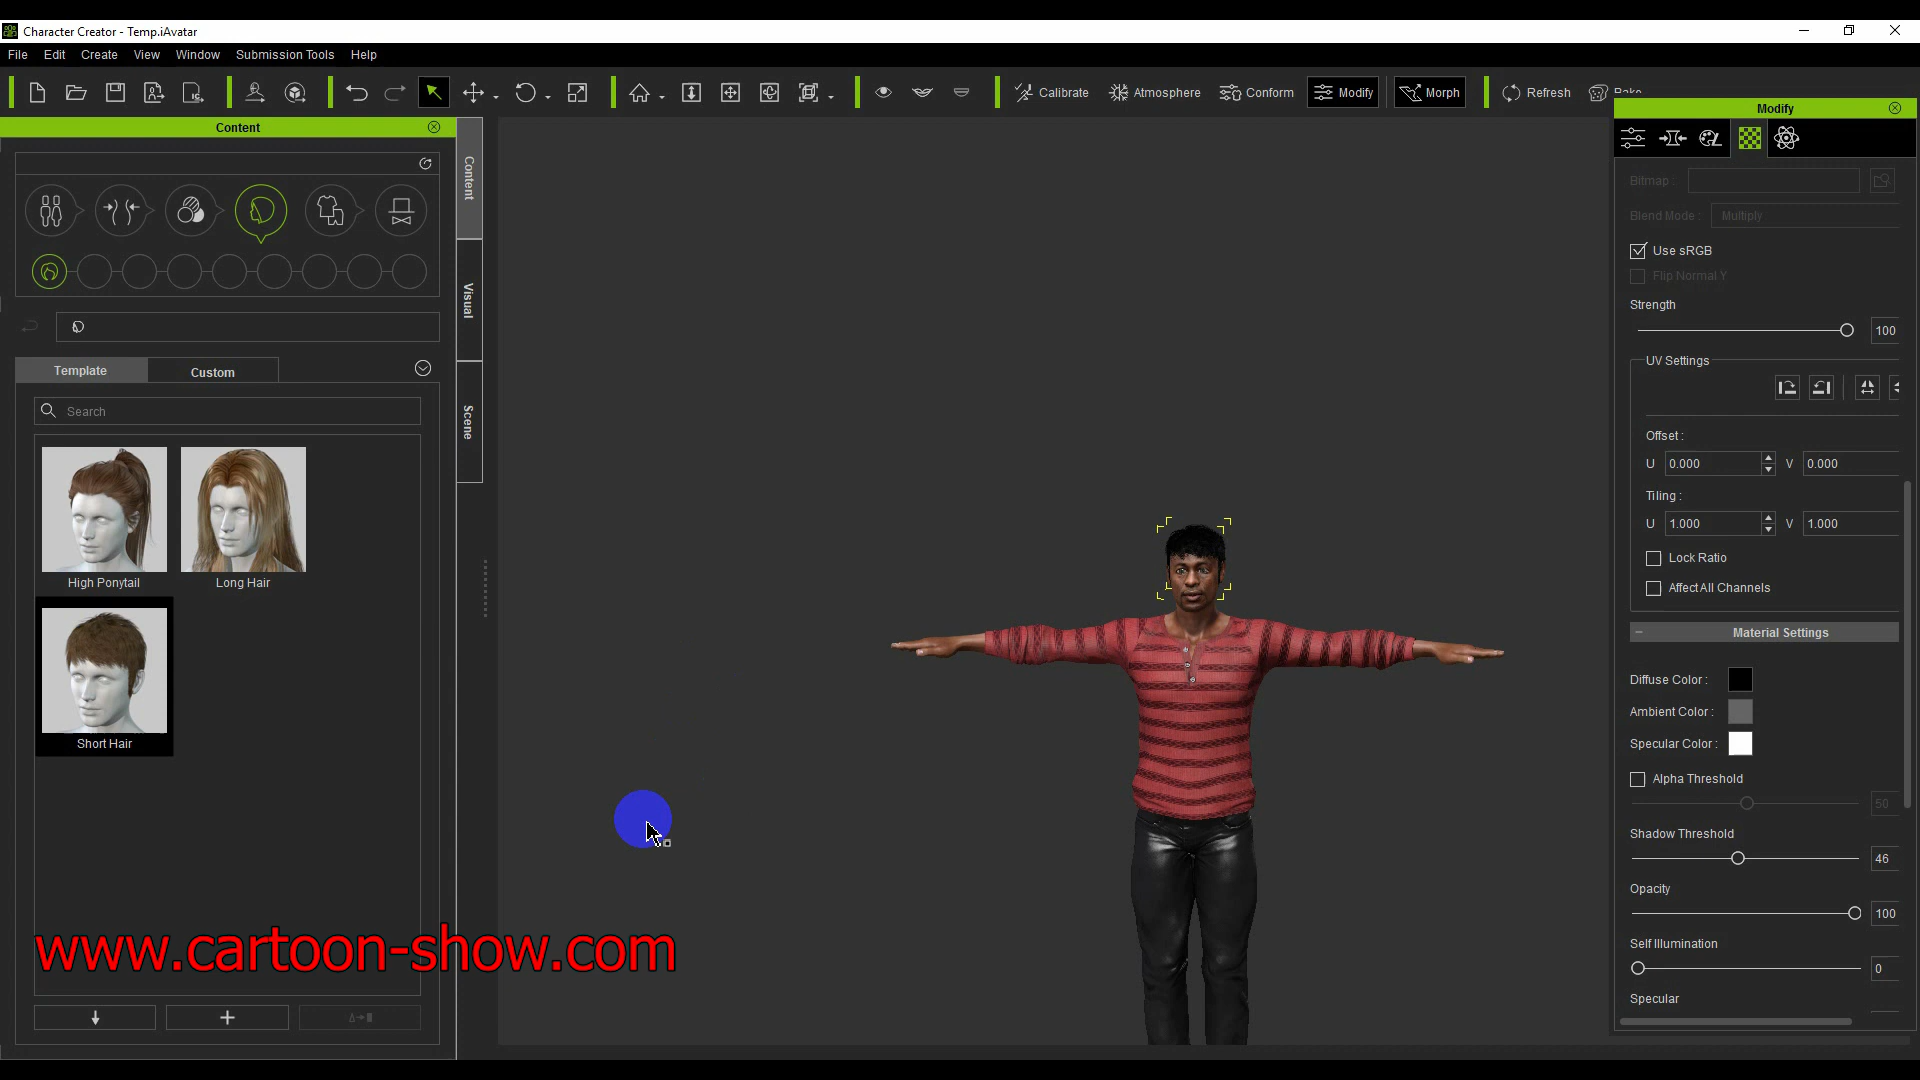 Character Creator - Temp.iAvatar
File Edit Create View Window Submission Tools Help
Calibrate Atmosphere Conform Modify Morph Refresh Bake
Content
Modify
Content
Visual
Scene
Template Custom
Search
High Ponytail Long Hair
Short Hair
Bitmap :
Blend Mode : Multiply
Use sRGB
Flip Normal Y
Strength
100
UV Settings
Offset :
U 0.000 V 0.000
Tiling :
U 1.000 V 1.000
Lock Ratio
Affect All Channels
Material Settings
Diffuse Color :
Ambient Color :
Specular Color :
Alpha Threshold
50
Shadow Threshold
46
Opacity
100
Self Illumination
0
Specular
www.cartoon-show.com